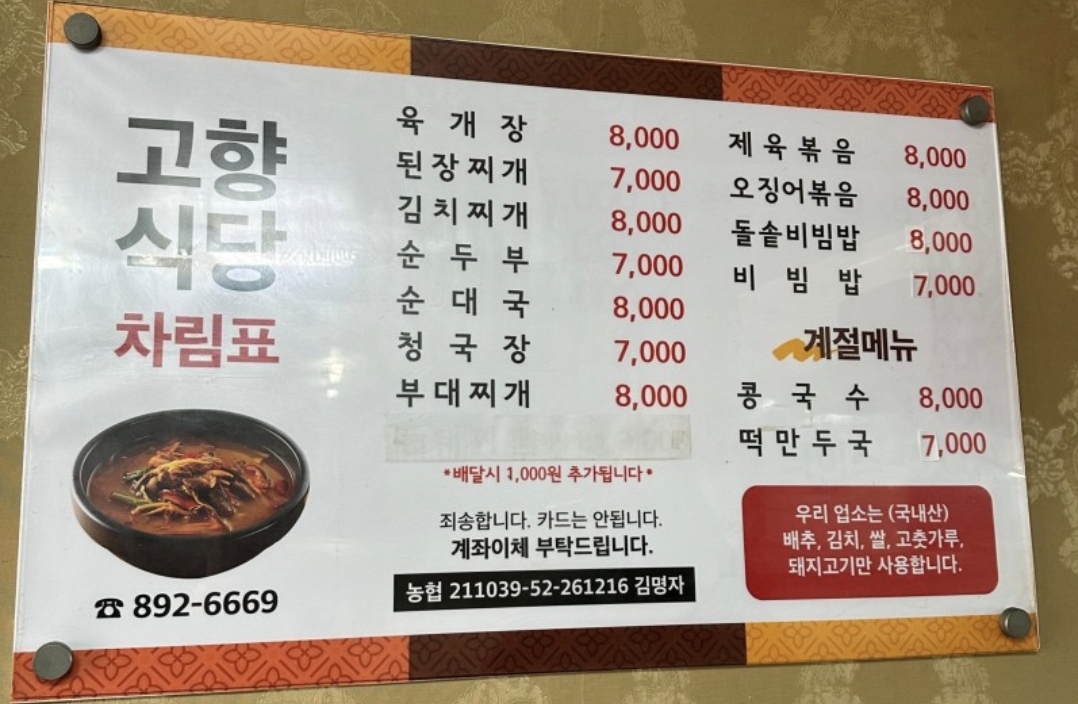 고향
식당
차림표
☎ 892-6669
육개장 8,000
된장찌개 7,000
김치찌개 8,000
순두부 7,000
순대국 8,000
청국장 7,000
부대찌개 8,000
*배달시 1,000원 추가됩니다*
죄송합니다. 카드는 안됩니다.
계좌이체 부탁드립니다.
농협 211039-52-261216 김명자
제육볶음 8,000
오징어볶음 8,000
돌솥비빔밥 8,000
비빔밥 7,000
계절메뉴
콩국수 8,000
떡만두국 7,000
우리 업소는 (국내산)
배추, 김치, 쌀, 고춧가루,
돼지고기만 사용합니다.